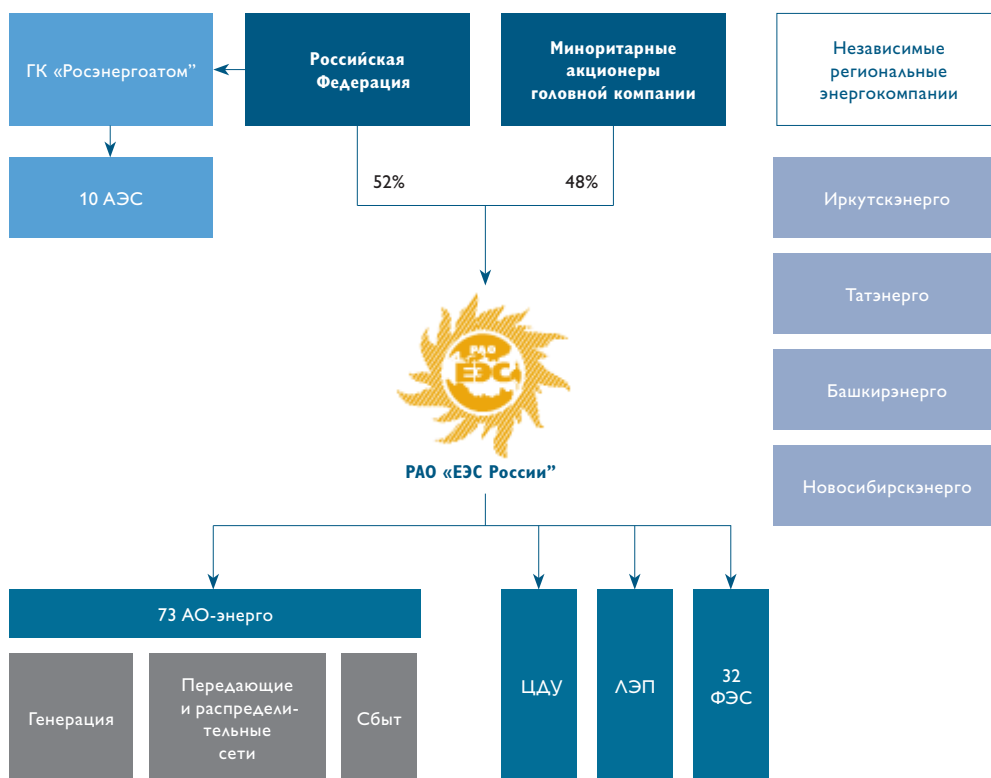 ГК «Росэнергоатом”
Российская
Федерация
Миноритарные
акционеры
головной компании
Независимые
региональные
энергокомпании
10 АЭС
52%
48%
Иркутскэнерго
Татэнерго
Башкирэнерго
Новосибирскэнерго
РАО
ЕЭС
РАО «ЕЭС России”
73 АО-энерго
Генерация
Передающие
и распредели-
тельные
сети
Сбыт
ЦДУ
ЛЭП
32
ФЭС